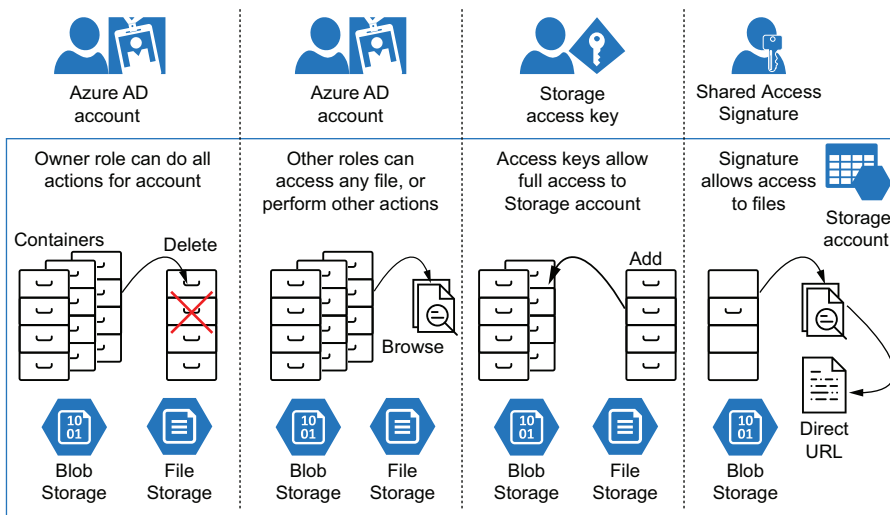 Azure AD
account
Azure AD
account
Storage
access key
Shared Access
Signature
Owner role can do all
actions for account
Other roles can
access any file, or
perform other actions
Access keys allow
full access to
Storage account
Signature
allows access
to files
Storage
account
Containers
Delete
Browse
Add
Direct
URL
10
01
Blob
Storage
File
Storage
10
01
Blob
Storage
File
Storage
10
01
Blob
Storage
File
Storage
10
01
Blob
Storage